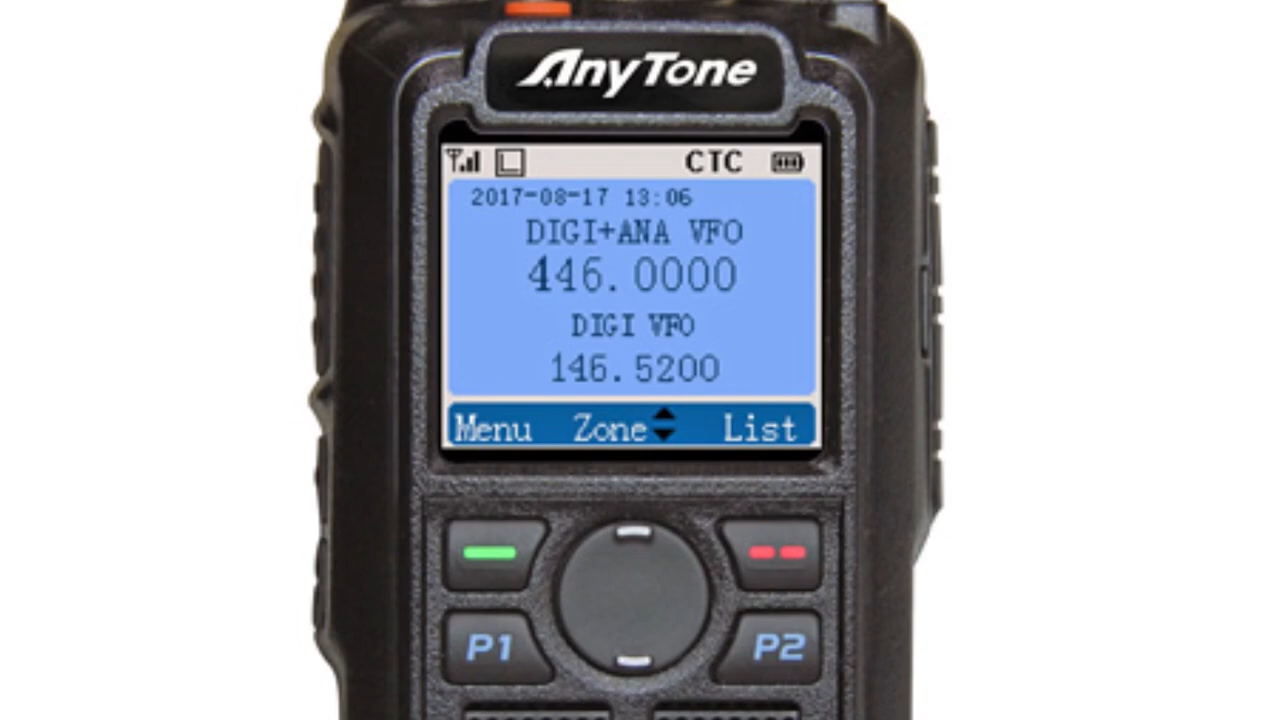 AnyTone
CTC
2017-08-17 13:06
DIGI+ANA VFO
446.0000
DIGI VFO
146.5200
Menu Zone List
P1 P2